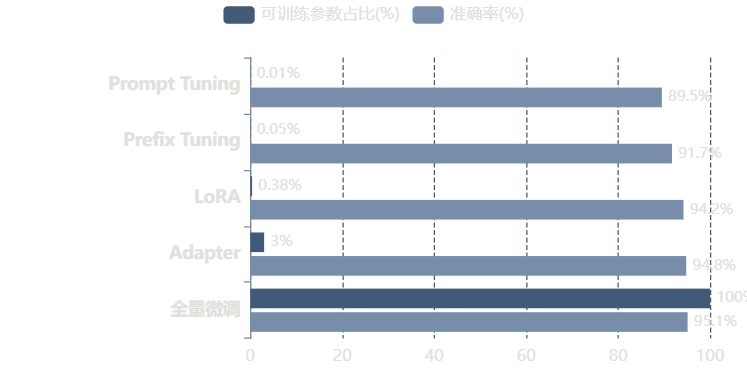 可训练参数占比(%) 准确率(%)
Prompt Tuning 0.01%
89.5%
Prefix Tuning 0.05%
91.7%
LoRA 0.38%
94.2%
Adapter 3%
94.8%
全量微调 100%
95.1%
0 20 40 60 80 100